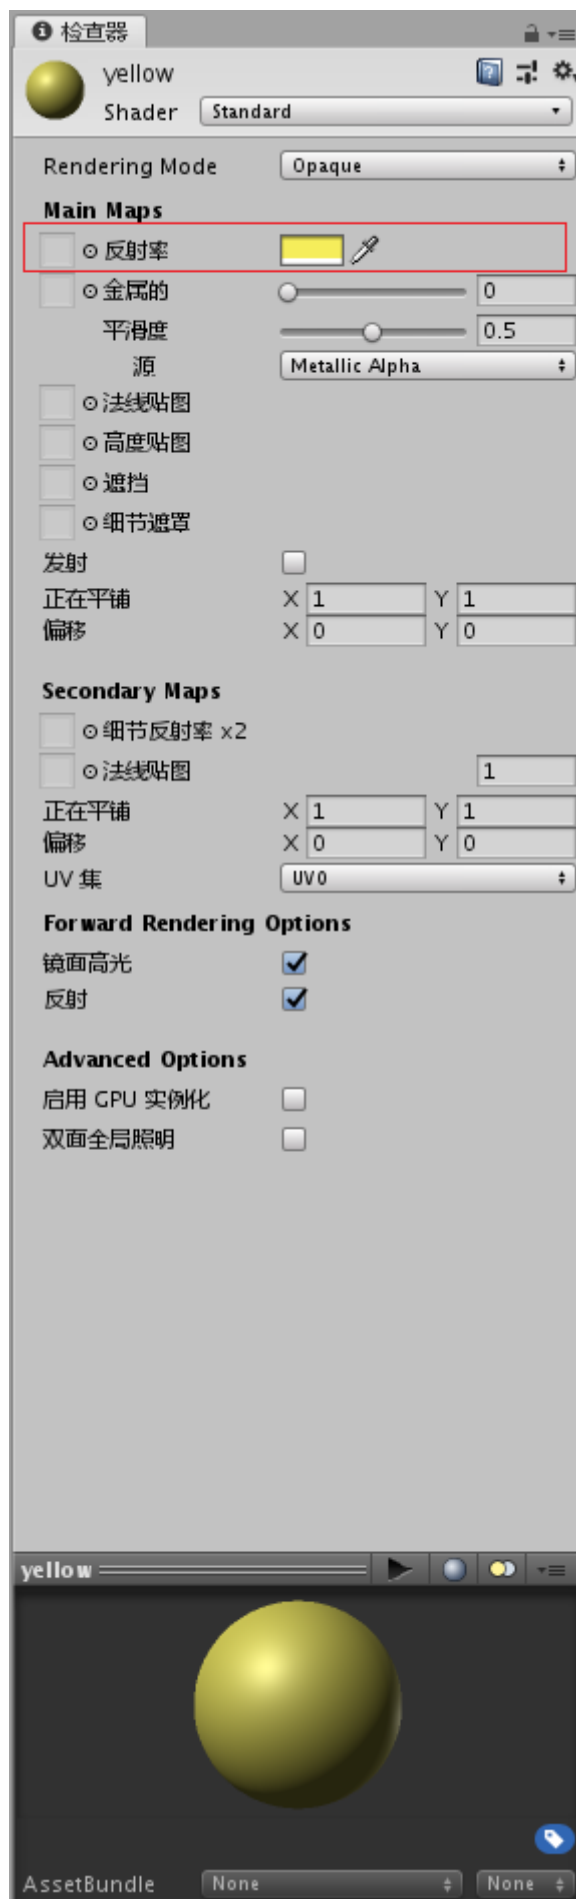 检查器
yellow
Shader Standard
Rendering Mode Opaque
Main Maps
反射率
金属的 0
平滑度 0.5
源 Metallic Alpha
法线贴图
高度贴图
遮挡
细节遮罩
发射
正在平铺 X 1 Y 1
偏移 X 0 Y 0
Secondary Maps
细节反射率 x2
法线贴图 1
正在平铺 X 1 Y 1
偏移 X 0 Y 0
UV 集 UV0
Forward Rendering Options
镜面高光
反射
Advanced Options
启用 GPU 实例化
双面全局照明
yellow
AssetBundle None None